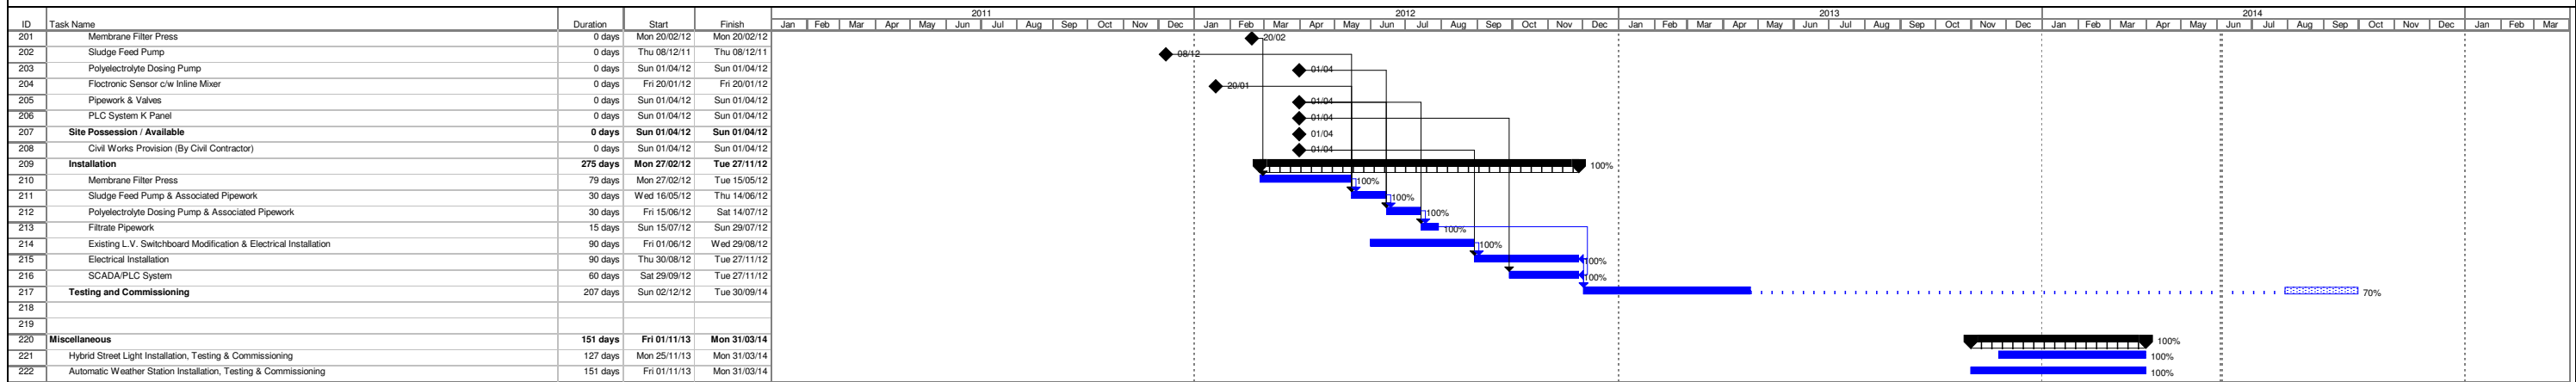 2011 2012 2013 2014
ID Task Name Duration Start Finish Jan Feb Mar Apr May Jun Jul Aug Sep Oct Nov Dec Jan Feb Mar Apr May Jun Jul Aug Sep Oct Nov Dec Jan Feb Mar Apr May Jun Jul Aug Sep Oct Nov Dec Jan Feb Mar Apr May Jun Jul Aug Sep Oct Nov Dec Jan Feb Mar
201 Membrane Filter Press 0 days Mon 20/02/12 Mon 20/02/12 20/02
202 Sludge Feed Pump 0 days Thu 08/12/11 Thu 08/12/11 08/12
203 Polyelectrolyte Dosing Pump 0 days Sun 01/04/12 Sun 01/04/12 01/04
204 Floctronic Sensor c/w Inline Mixer 0 days Fri 20/01/12 Fri 20/01/12 20/01
205 Pipework & Valves 0 days Sun 01/04/12 Sun 01/04/12 01/04
206 PLC System K Panel 0 days Sun 01/04/12 Sun 01/04/12 01/04
207 Site Possession / Available 0 days Sun 01/04/12 Sun 01/04/12 01/04
208 Civil Works Provision (By Civil Contractor) 0 days Sun 01/04/12 Sun 01/04/12 01/04
209 Installation 275 days Mon 27/02/12 Tue 27/11/12 100%
210 Membrane Filter Press 79 days Mon 27/02/12 Tue 15/05/12 100%
211 Sludge Feed Pump & Associated Pipework 30 days Wed 16/05/12 Thu 14/06/12 100%
212 Polyelectrolyte Dosing Pump & Associated Pipework 30 days Fri 15/06/12 Sat 14/07/12 100%
213 Filtrate Pipework 15 days Sun 15/07/12 Sun 29/07/12 100%
214 Existing L.V. Switchboard Modification & Electrical Installation 90 days Fri 01/06/12 Wed 29/08/12 100%
215 Electrical Installation 90 days Thu 30/08/12 Tue 27/11/12 100%
216 SCADA/PLC System 60 days Sat 29/09/12 Tue 27/11/12 100%
217 Testing and Commissioning 207 days Sun 02/12/12 Tue 30/09/14 70%
218
219
220 Miscellaneous 151 days Fri 01/11/13 Mon 31/03/14 100%
221 Hybrid Street Light Installation, Testing & Commissioning 127 days Mon 25/11/13 Mon 31/03/14 100%
222 Automatic Weather Station Installation, Testing & Commissioning 151 days Fri 01/11/13 Mon 31/03/14 100%